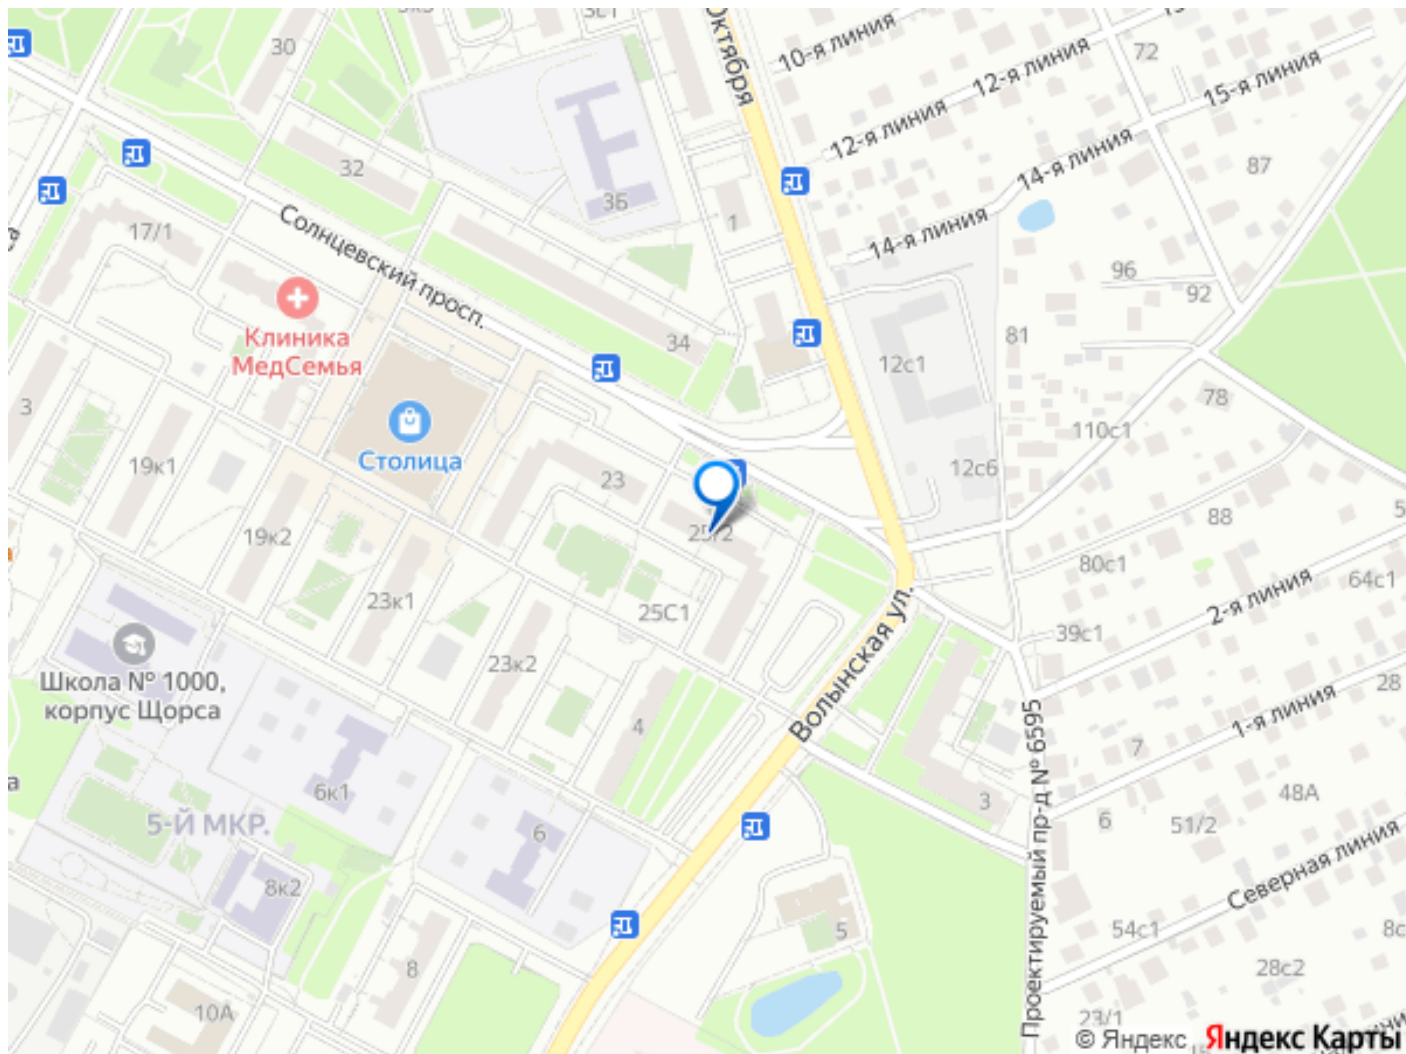 30
Октября
10-я линия
72
12-я линия
12-я линия
15-я линия
14-я линия
87
32
3Б
1
17/1
Солнцевский просп.
14-я линия
96
92
Клиника
МедСемья
34
12с1
81
3
78
110с1
Столица
19к1
23
12с6
25/2
88
19к2
80с1
64с1
23к1
25С1
2-я линия
39с1
Школа № 1000,
корпус Щорса
23к2
Волынская ул.
28
1-я линия
4
7
Проектируемый пр-д № 6595
6к1
3
48А
6
51/2
5-Й МКР.
6
Северная линия
8к2
5
54с1
8
28с2
10А
23/1
© Яндекс Яндекс Карты